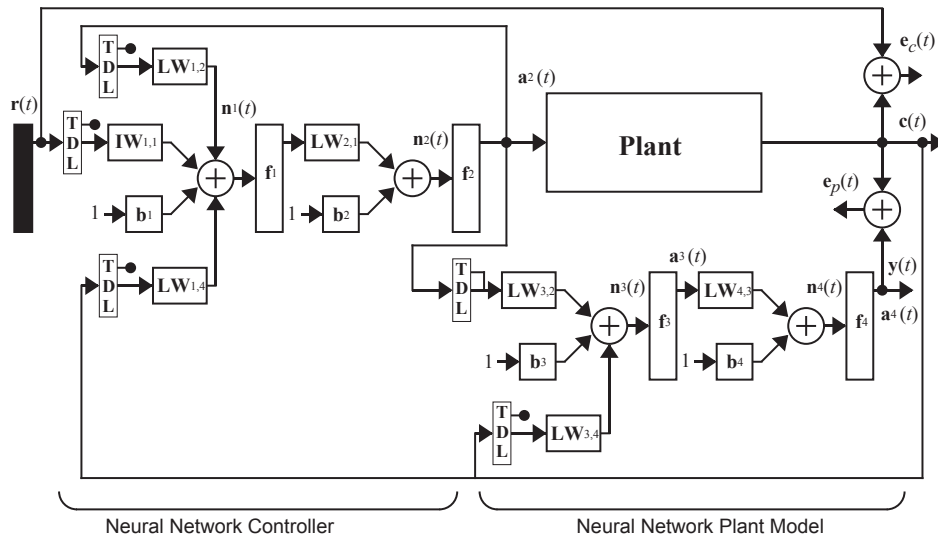 e_c(t)
T
D
L
LW1,2
a2(t)
n1(t)
r(t)
c(t)
T
D
L
IW1,1
LW2,1
n2(t)
Plant
f1
f2
e_p(t)
1
b1
1
b2
T
D
L
LW1,4
T
D
L
LW3,2
a3(t)
n3(t)
LW4,3
n4(t)
y(t)
a4(t)
f3
f4
1
b3
1
b4
T
D
L
LW3,4
Neural Network Controller
Neural Network Plant Model